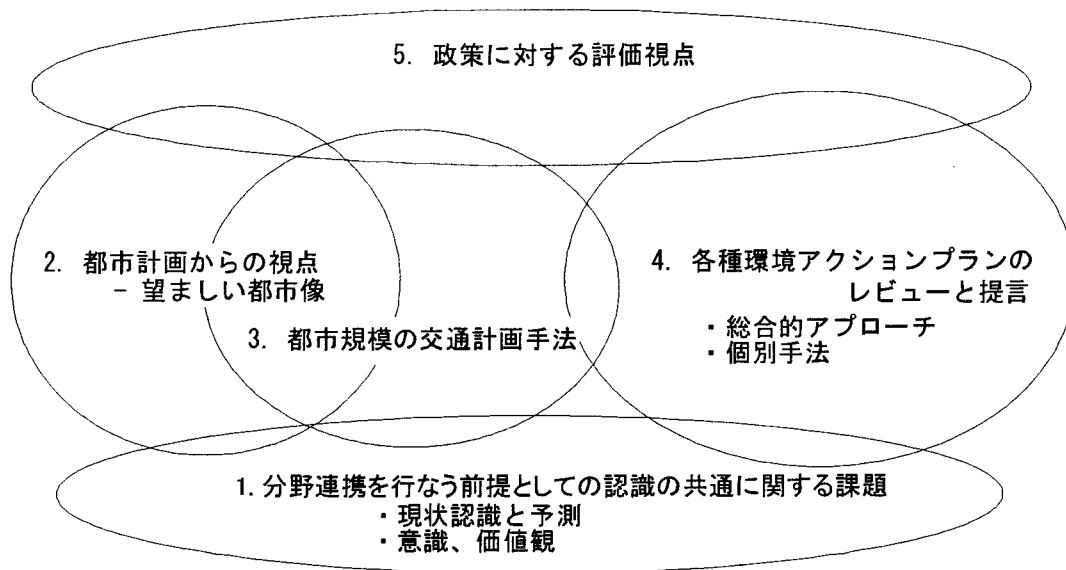 5. 政策に対する評価視点
2. 都市計画からの視点
− 望ましい都市像
3. 都市規模の交通計画手法
4. 各種環境アクションプランの
レビューと提言
・総合的アプローチ
・個別手法
1. 分野連携を行なう前提としての認識の共通に関する課題
・現状認識と予測
・意識、価値観